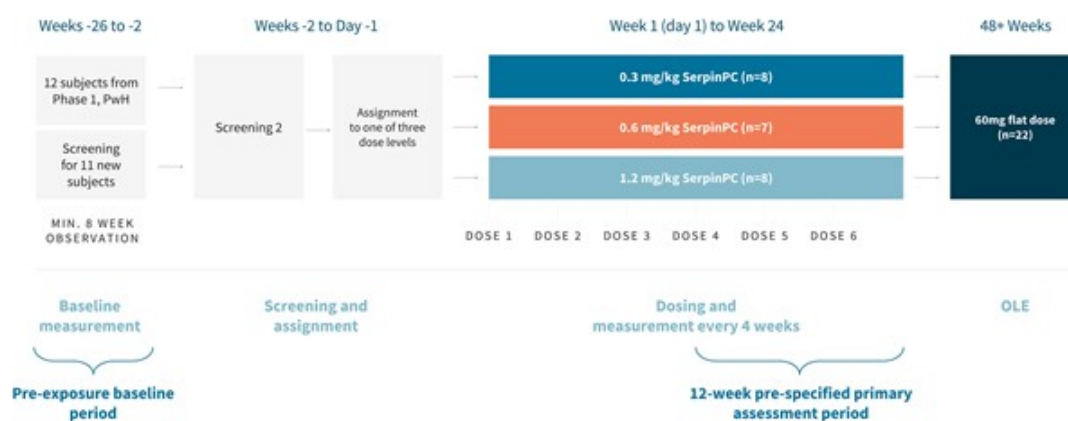 Weeks -26 to -2
Weeks -2 to Day -1
Week 1 (day 1) to Week 24
48+ Weeks
12 subjects from
Phase 1, PwH
Screening
for 11 new
subjects
Screening 2
Assignment
to one of three
dose levels
0.3 mg/kg SerpinPC (n=8)
0.6 mg/kg SerpinPC (n=7)
1.2 mg/kg SerpinPC (n=8)
60mg flat dose
(n=22)
MIN. 8 WEEK
OBSERVATION
DOSE 1 DOSE 2 DOSE 3 DOSE 4 DOSE 5 DOSE 6
Baseline
measurement
Screening and
assignment
Dosing and
measurement every 4 weeks
OLE
Pre-exposure baseline
period
12-week pre-specified primary
assessment period